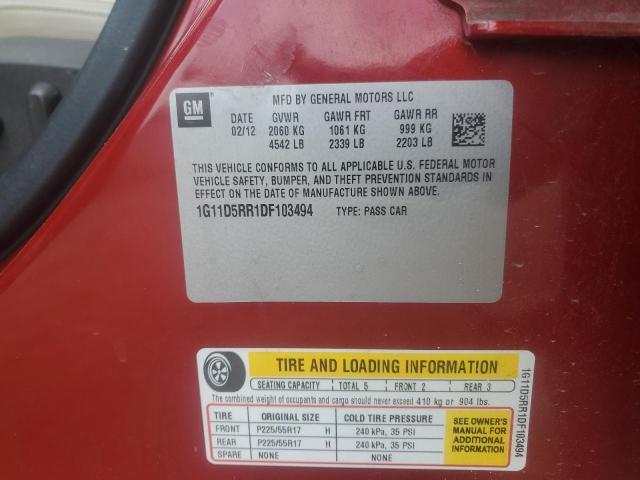 GM
MFD BY GENERAL MOTORS LLC
DATE GVWR GAWR FRT GAWR RR
02/12 2060 KG 1061 KG 999 KG
4542 LB 2339 LB 2203 LB
THIS VEHICLE CONFORMS TO ALL APPLICABLE U.S. FEDERAL MOTOR
VEHICLE SAFETY, BUMPER, AND THEFT PREVENTION STANDARDS IN
EFFECT ON THE DATE OF MANUFACTURE SHOWN ABOVE.
1G11D5RR1DF103494 TYPE: PASS CAR
TIRE AND LOADING INFORMATION
SEATING CAPACITY TOTAL 5 FRONT 2 REAR 3
The combined weight of occupants and cargo should never exceed 410 kg or 904 lbs.
TIRE ORIGINAL SIZE COLD TIRE PRESSURE
FRONT P225/55R17 H 240 kPa, 35 PSI
REAR P225/55R17 H 240 kPa, 35 PSI
SPARE NONE NONE
SEE OWNER'S
MANUAL FOR
ADDITIONAL
INFORMATION
1G11D5RR1DF103494